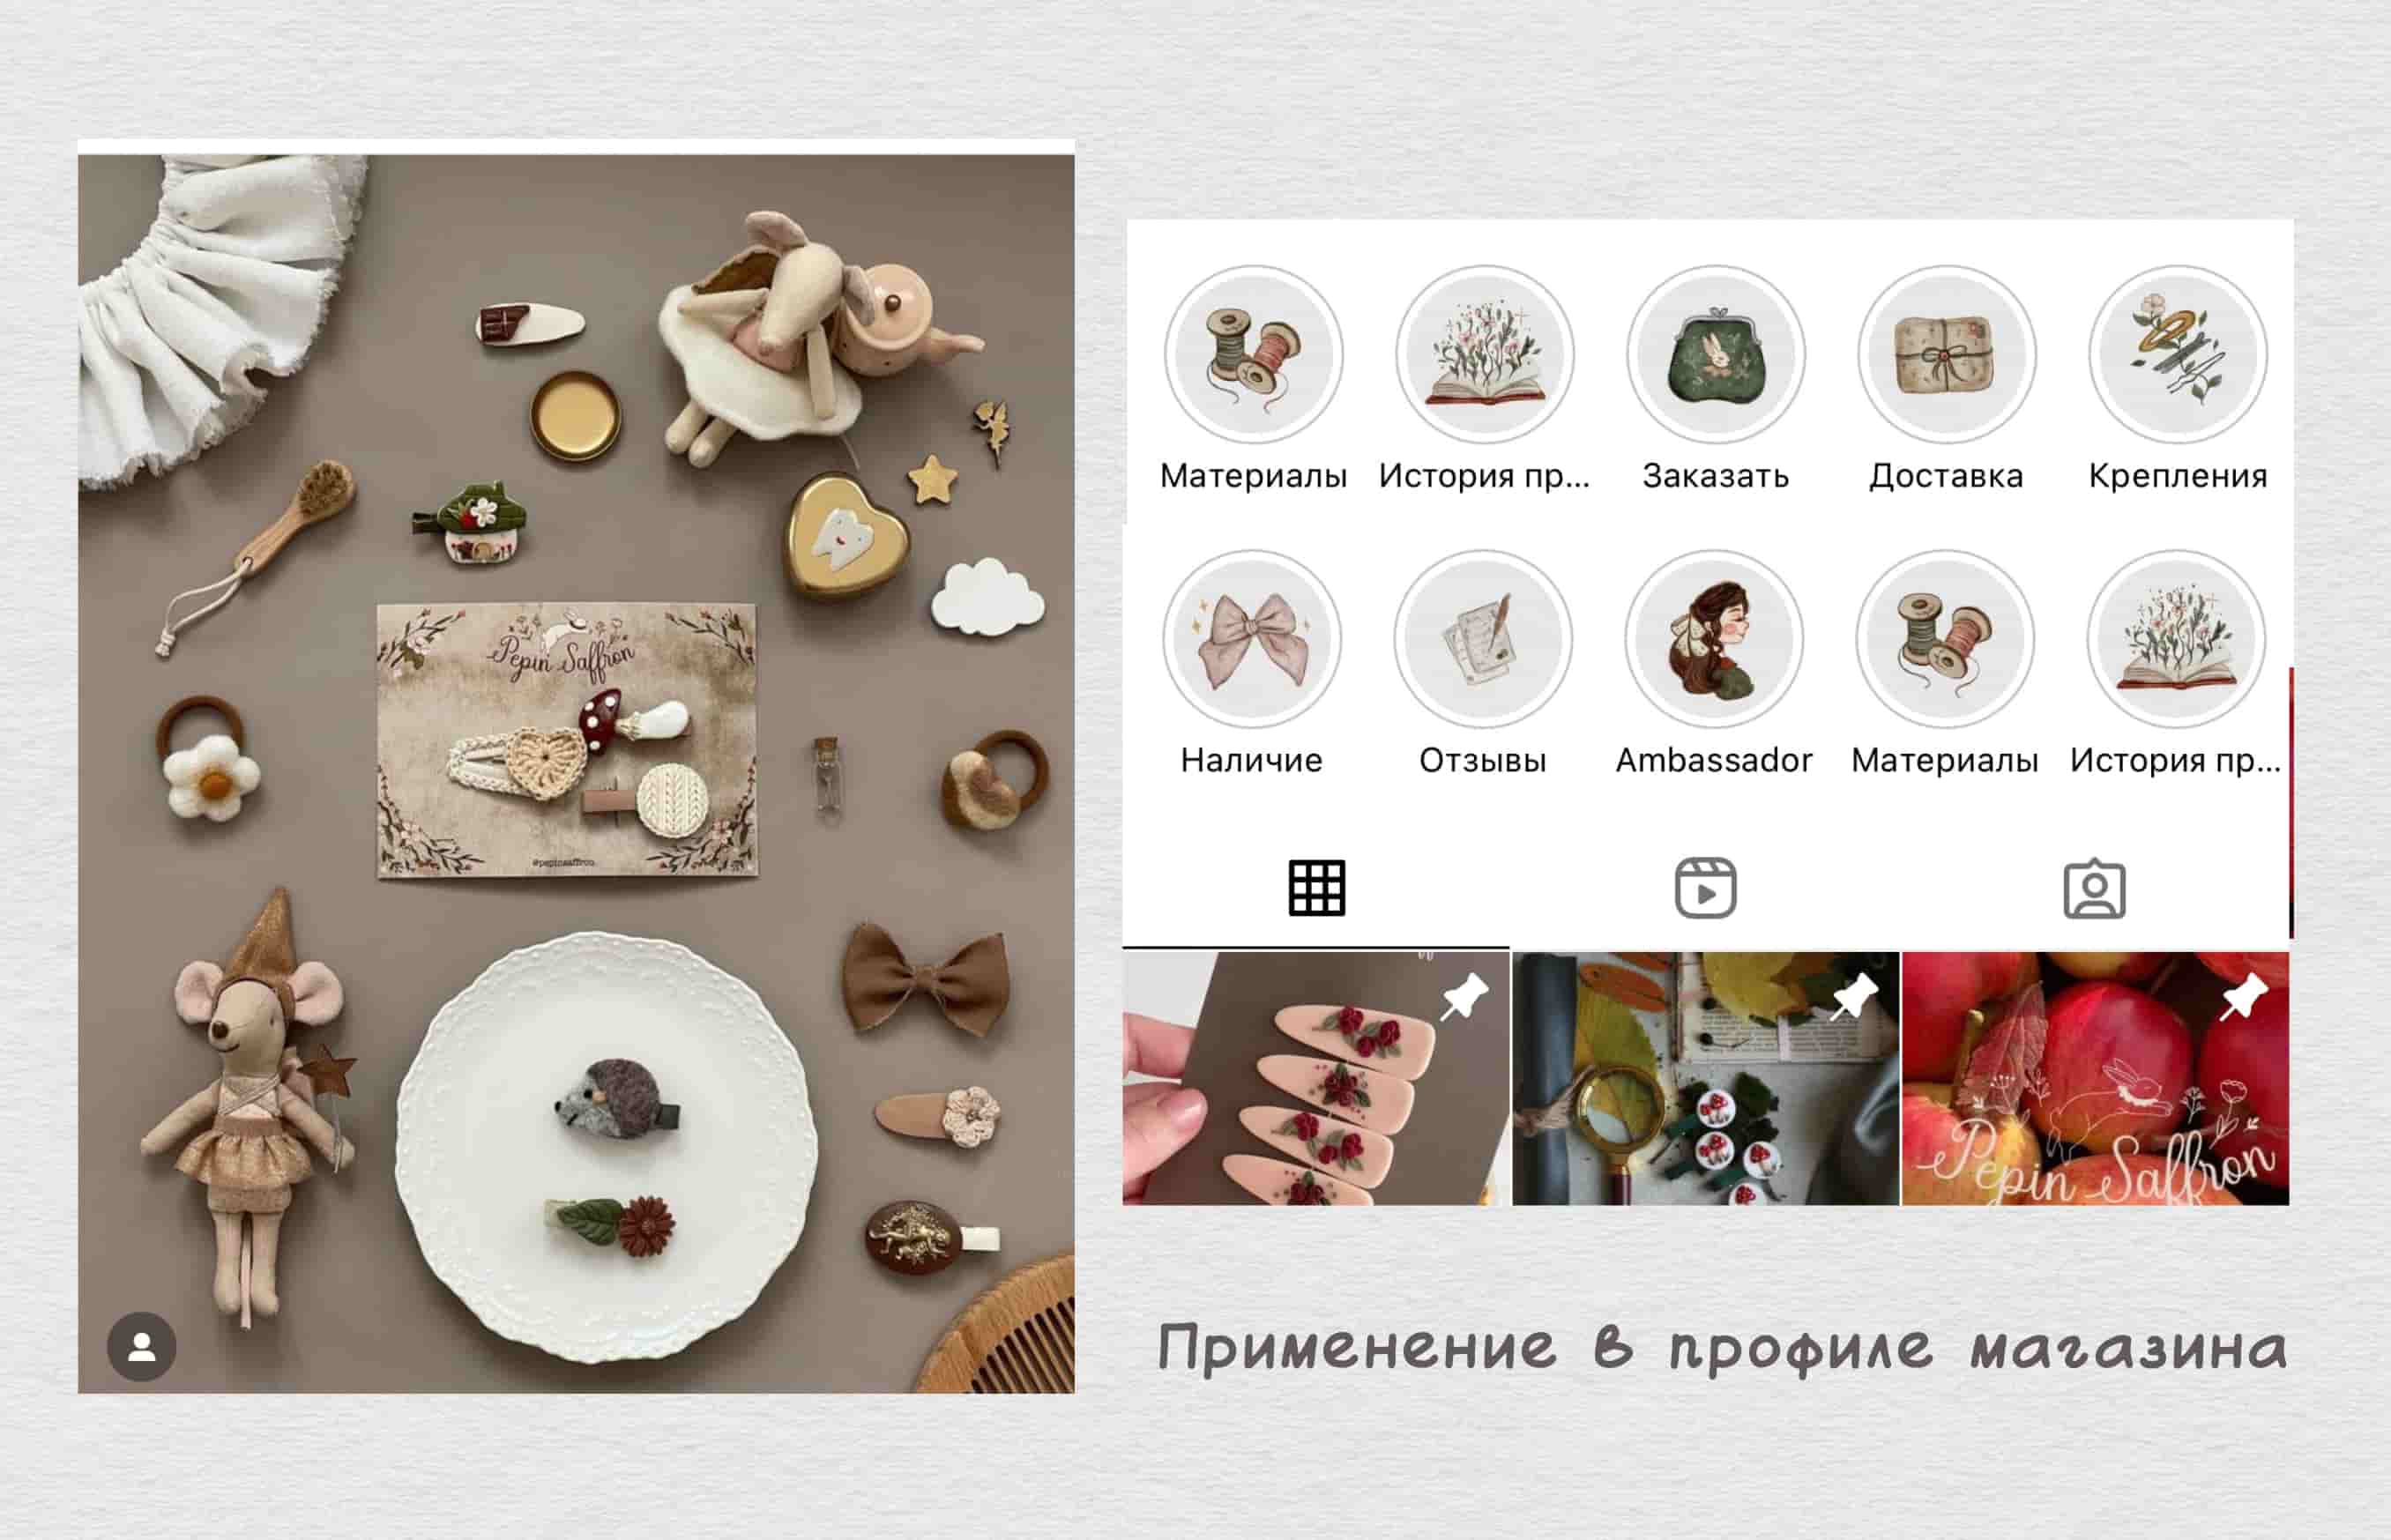 Pepin Saffron
#pepinsaffron
Материалы
История пр...
Заказать
Доставка
Крепления
Наличие
Отзывы
Ambassador
Материалы
История пр...
Pepin Saffron
Применение в профиле магазина